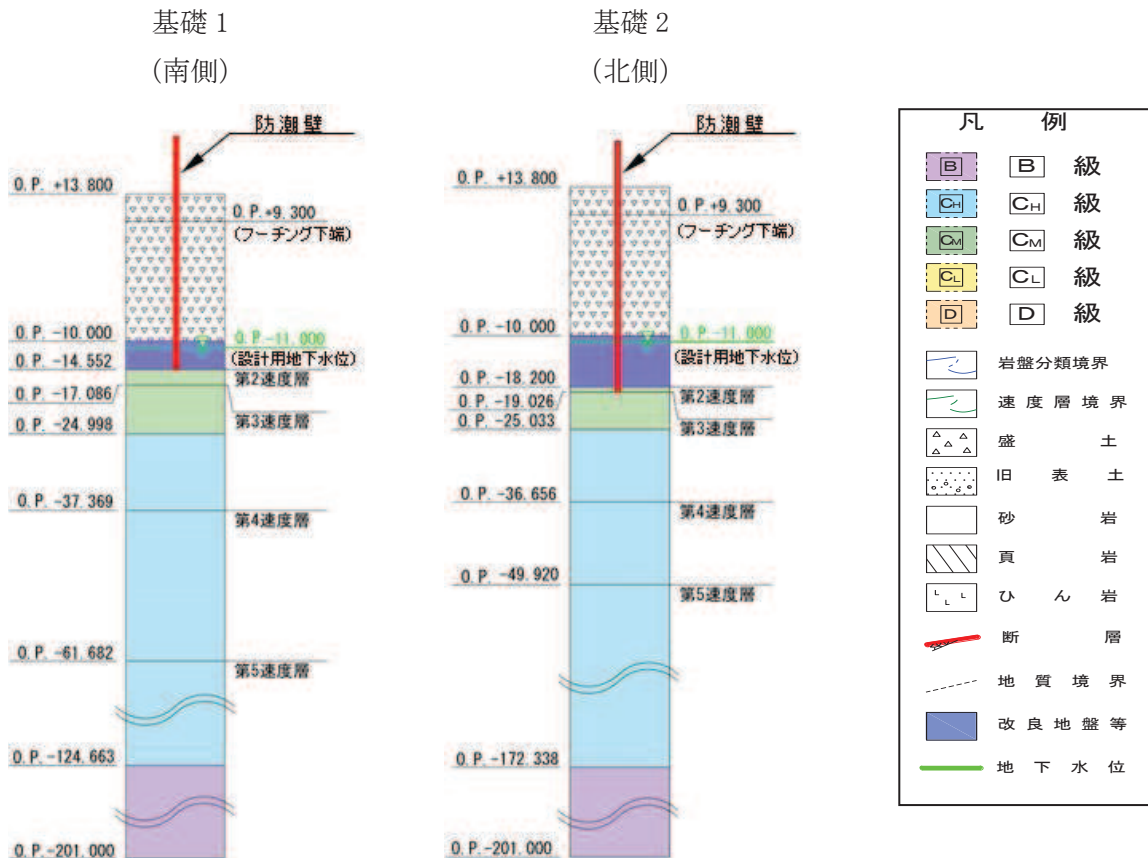 基礎1
(南側)
防潮壁
O.P. +13.800
O.P.+9.300
(フーチング下端)
O.P. -10.000
O.P. -11.000
(設計用地下水位)
O.P. -14.552
第2速度層
O.P. -17.086
第3速度層
O.P. -24.998
O.P. -37.369
第4速度層
O.P. -61.682
第5速度層
O.P. -124.663
O.P.-201.000
基礎2
(北側)
防潮壁
O.P. +13.800
O.P.+9.300
(フーチング下端)
O.P. -10.000
O.P. -11.000
(設計用地下水位)
O.P. -18.200
第2速度層
O.P. -19.026
第3速度層
O.P. -25.033
O.P. -36.656
第4速度層
O.P. -49.920
第5速度層
O.P. -172.338
O.P.-201.000
凡 例
B B 級
CH CH 級
CM CM 級
CL CL 級
D D 級
岩盤分類境界
速度層境界
盛 土
旧 表 土
砂 岩
頁 岩
ひ ん 岩
断 層
地 質 境 界
改 良 地 盤 等
地 下 水 位